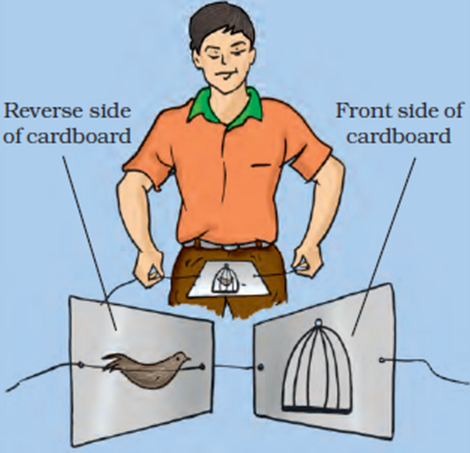 Reverse side
of cardboard
Front side of
cardboard